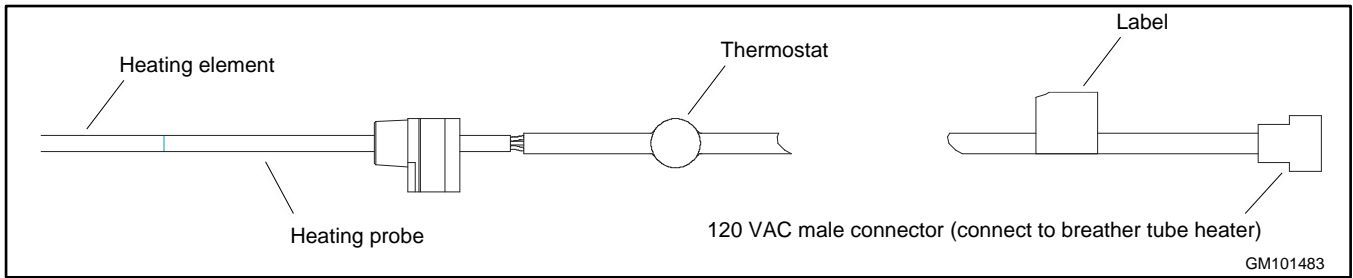 Label
Thermostat
Heating element
Heating probe
120 VAC male connector (connect to breather tube heater)
GM101483